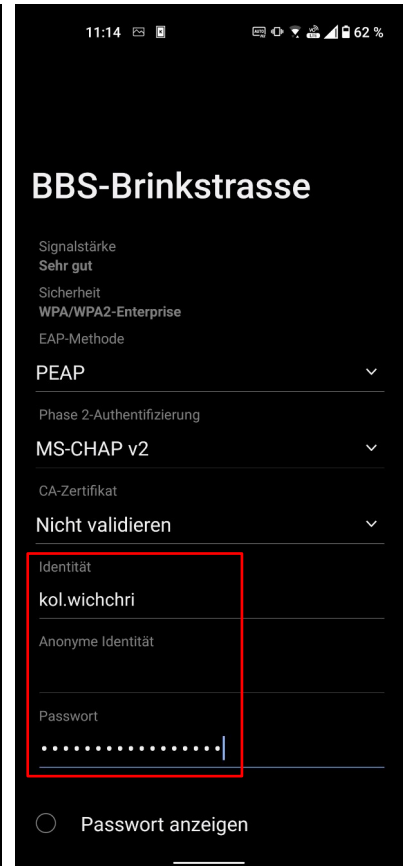 11:14 62 %
BBS-Brinkstrasse
Signalstärke
Sehr gut
Sicherheit
WPA/WPA2-Enterprise
EAP-Methode
PEAP
Phase 2-Authentifizierung
MS-CHAP v2
CA-Zertifikat
Nicht validieren
Identität
kol.wichchri
Anonyme Identität
Passwort
•••••••••••••••••
Passwort anzeigen